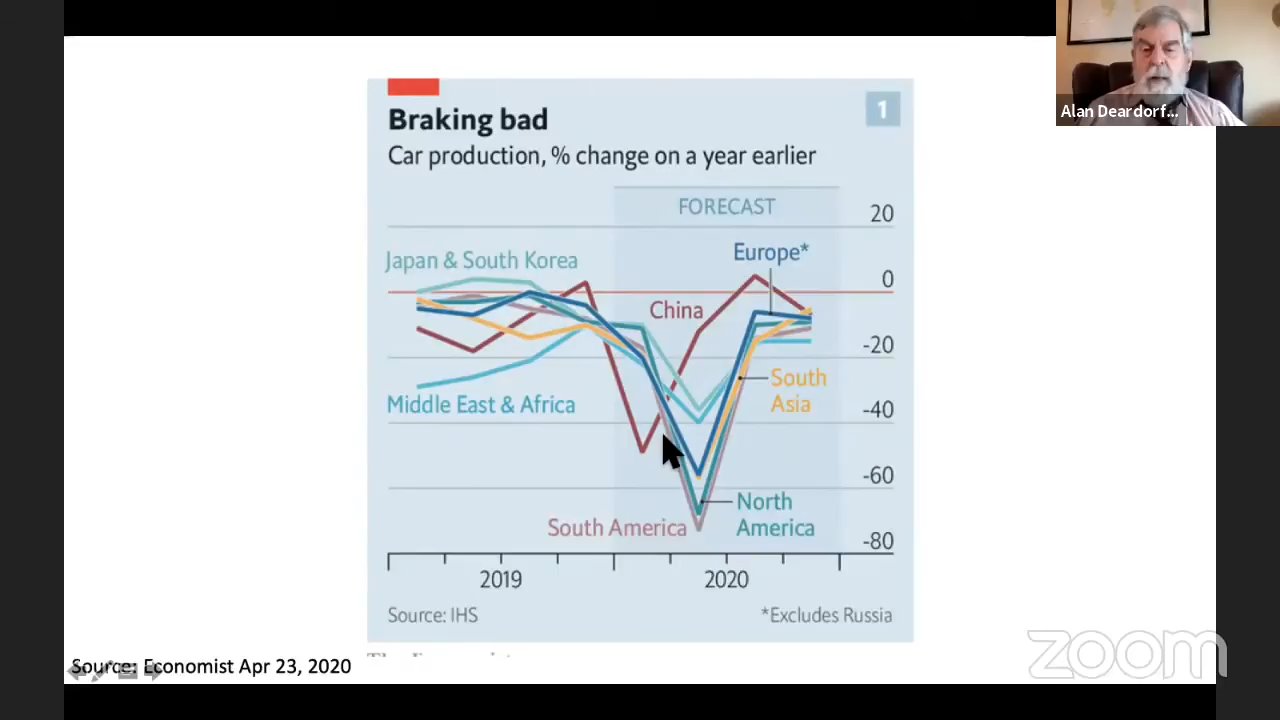 Alan Deardorf...
Braking bad
1
Car production, % change on a year earlier
FORECAST
20
Europe*
Japan & South Korea
0
China
-20
South
Asia
Middle East & Africa
-40
-60
North
America
South America
-80
2019
2020
Source: IHS
*Excludes Russia
Source: Economist Apr 23, 2020
zoom